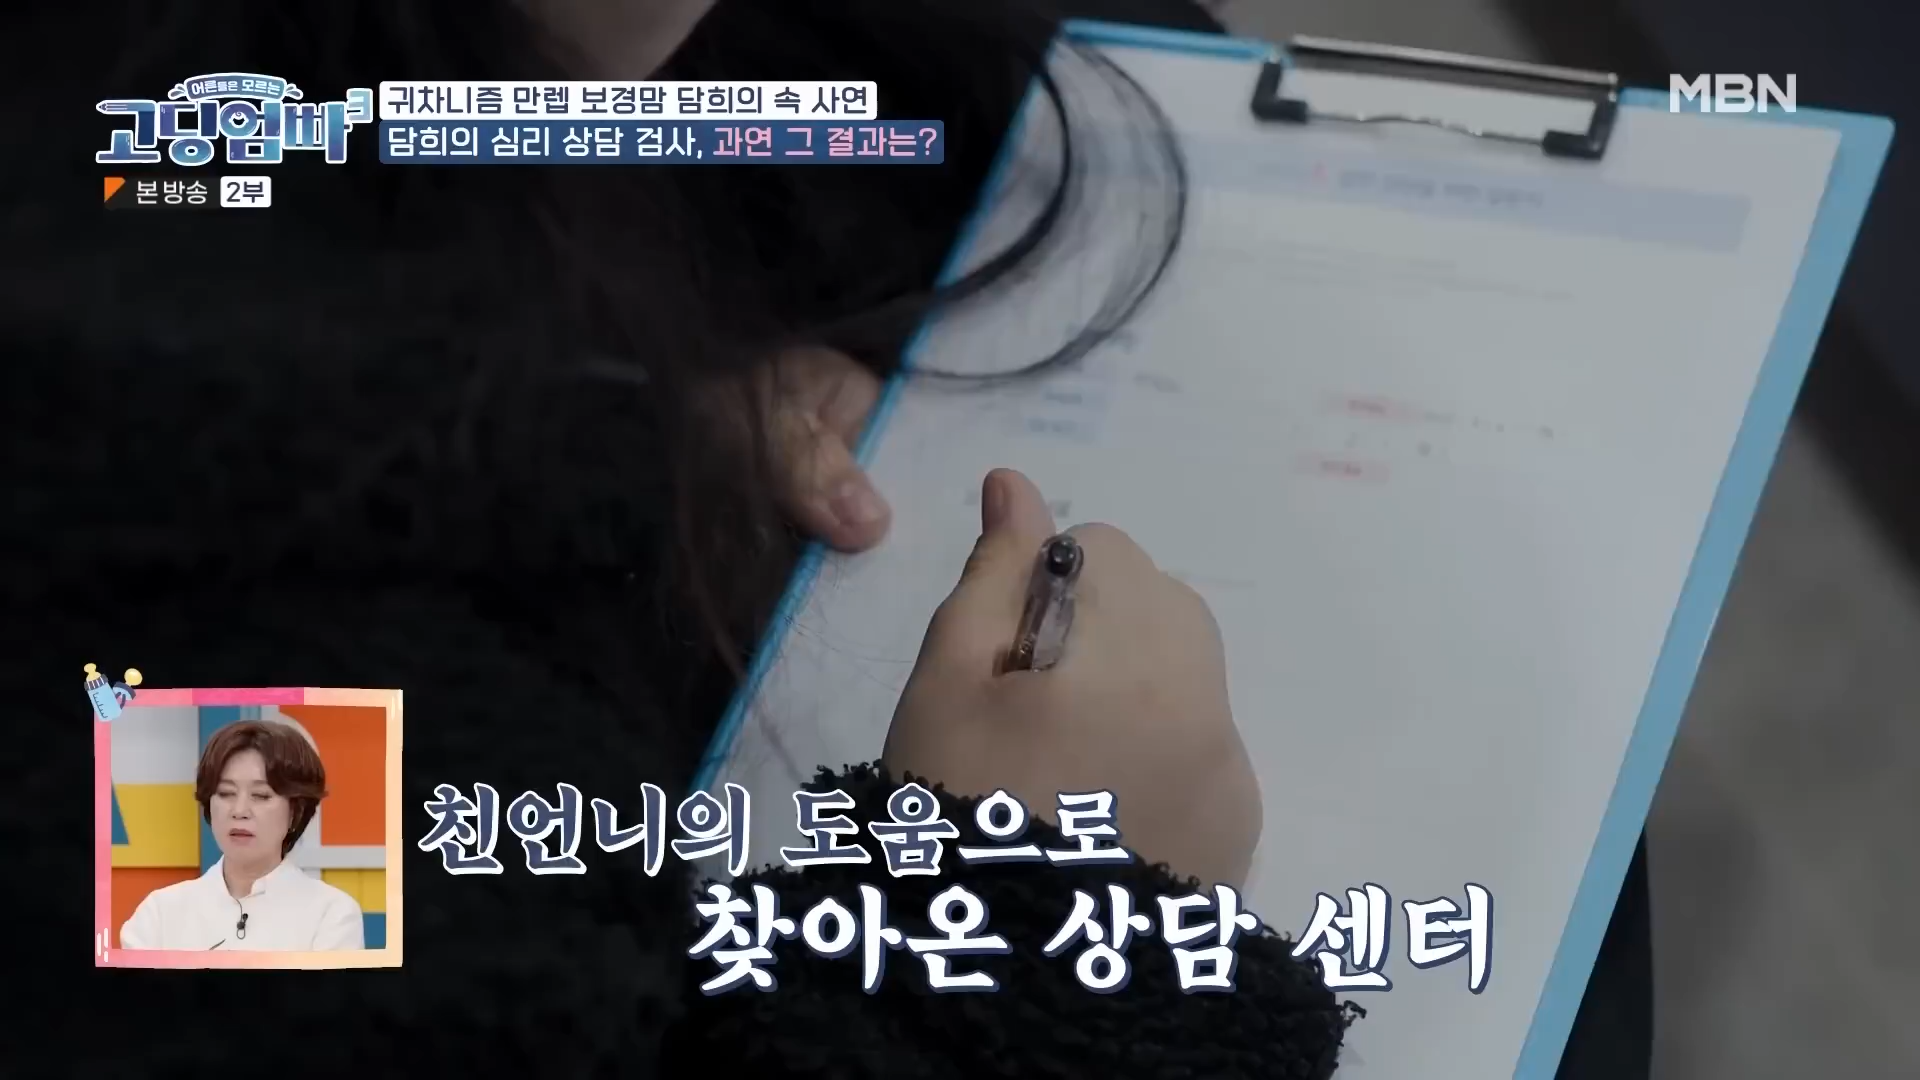 어른들은 모르는
고딩엄빠3
귀차니즘 만렙 보경맘 담희의 속 사연
담희의 심리 상담 검사, 과연 그 결과는?
본 방송 2부
MBN
친언니의 도움으로
찾아온 상담 센터